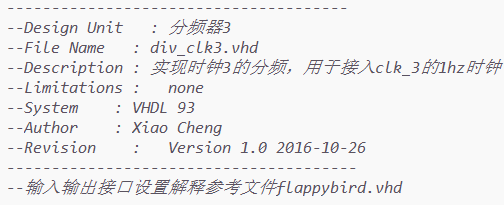 --------------------------------------
--Design Unit   : 分频器3
--File Name   : div_clk3.vhd
--Description : 实现时钟3的分频，用于接入clk_3的1hz时钟
--Limitations :   none
--System    : VHDL 93
--Author    : Xiao Cheng
--Revision    :   Version 1.0 2016-10-26
---------------------------------------
--输入输出接口设置解释参考文件flappybird.vhd